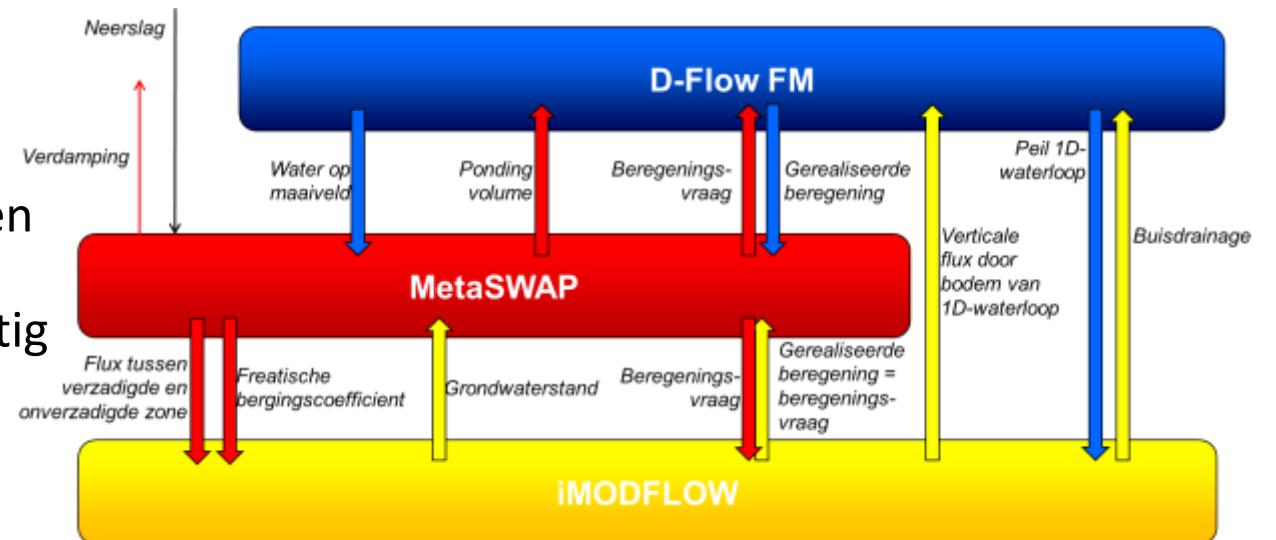 Neerslag
D-Flow FM
Verdamping
Water op
maaiveld
Ponding
volume
Beregenings-
vraag
Gerealiseerde
beregening
Peil 1D-
waterloop
en
Verticale
flux door
bodem van
1D-waterloop
Buisdrainage
MetaSWAP
tig
Flux tussen
verzadigde en
onverzadigde zone
Freatische
bergingscoefficient
Grondwaterstand
Beregenings-
vraag
Gerealiseerde
beregening =
beregenings-
vraag
iMODFLOW